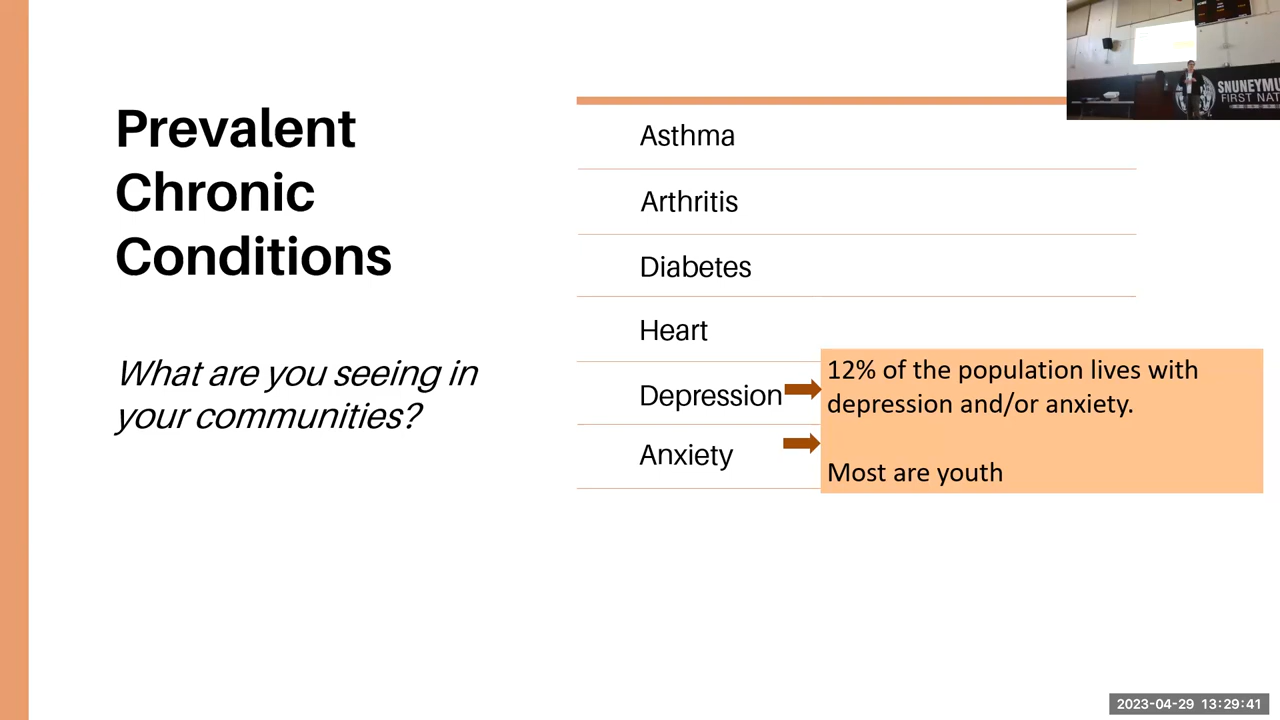 Prevalent
Chronic
Conditions
What are you seeing in
your communities?
Asthma
Arthritis
Diabetes
Heart
Depression
Anxiety
12% of the population lives with
depression and/or anxiety.
Most are youth
SNUNEYMU
FIRST NAT
2023-04-29 13:29:41